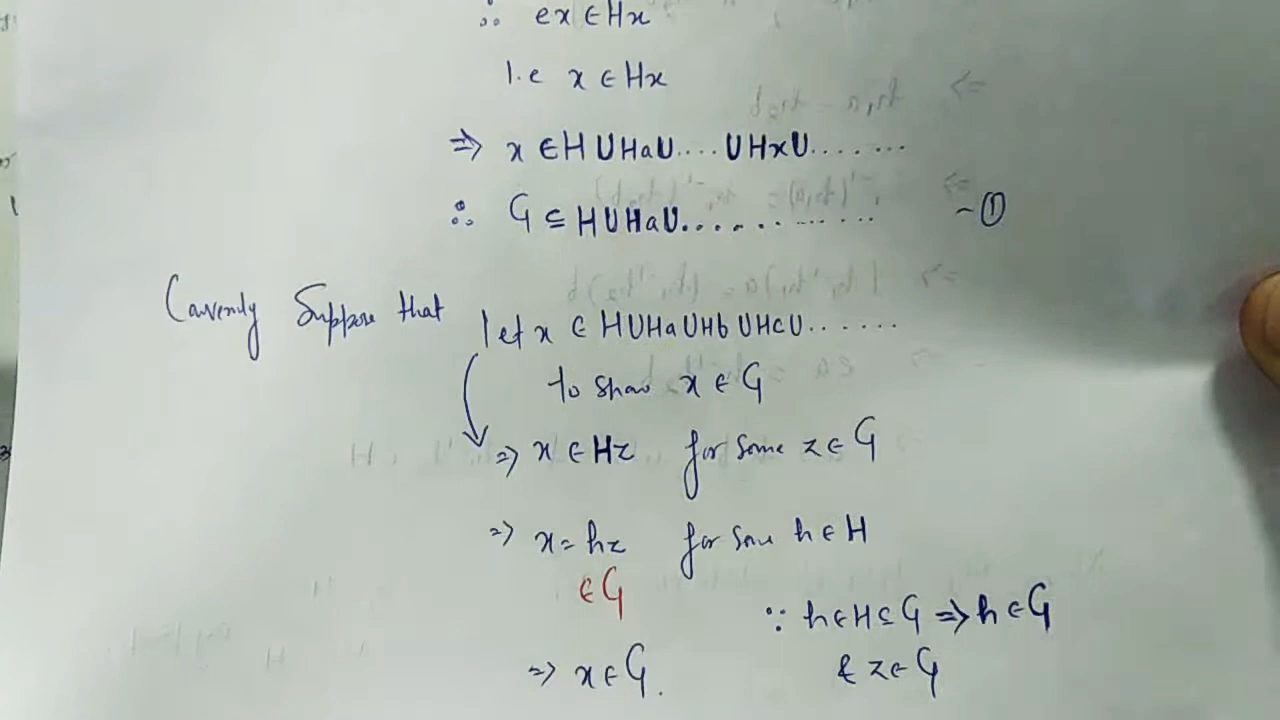 ∴ ex ∈ Hx
I.e x ∈ Hx
⇒ x ∈ H U Ha U .... U Hx U .......
∴ G ⊆ H U Ha U ........... ~①
Conversely Suppose that let x ∈ H U Ha U Hb U Hc U ......
to show x ∈ G
⇒ x ∈ Hz for some z ∈ G
⇒ x = hz for some h ∈ H
∈ G
∵ h ∈ H ⊆ G ⇒ h ∈ G
⇒ x ∈ G. & z ∈ G